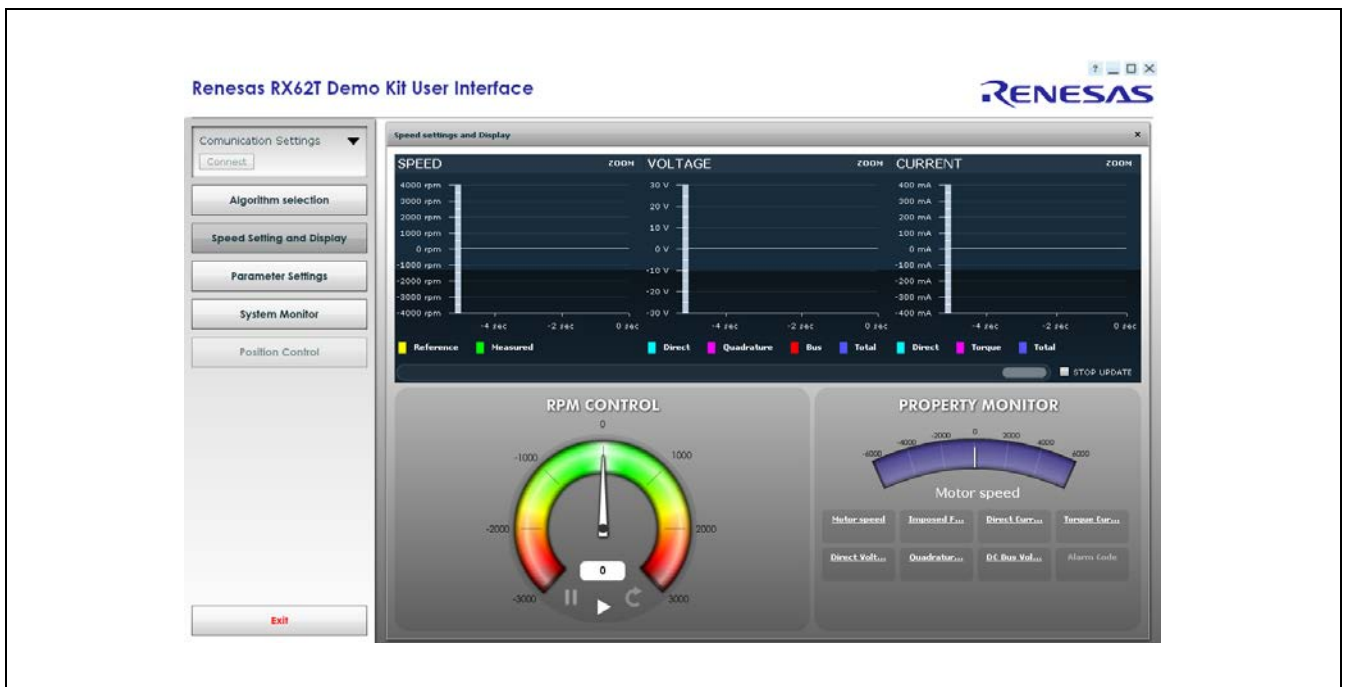 Renesas RX62T Demo Kit User Interface
? _ □ ×
RENESAS
Comunication Settings
Connect
Algorithm selection
Speed Setting and Display
Parameter Settings
System Monitor
Position Control
Exit
Speed settings and Display
×
SPEED ZOOM
4000 rpm
3000 rpm
2000 rpm
1000 rpm
0 rpm
-1000 rpm
-2000 rpm
-3000 rpm
-4000 rpm
-4 sec -2 sec 0 sec
Reference Measured
VOLTAGE ZOOM
30 V
20 V
10 V
0 V
-10 V
-20 V
-30 V
-4 sec -2 sec 0 sec
Direct Quadrature Bus Total
CURRENT ZOOM
400 mA
300 mA
200 mA
100 mA
0 mA
-100 mA
-200 mA
-300 mA
-400 mA
-4 sec -2 sec 0 sec
Direct Torque Total
STOP UPDATE
RPM CONTROL
0
-1000 1000
-2000 2000
0
-3000 3000
PROPERTY MONITOR
-6000 -4000 -2000 0 2000 4000 6000
Motor speed
Motor speed Imposed F... Direct Curr... Torque Cur...
Direct Volt... Quadratur... DC Bus Vol... Alarm Code